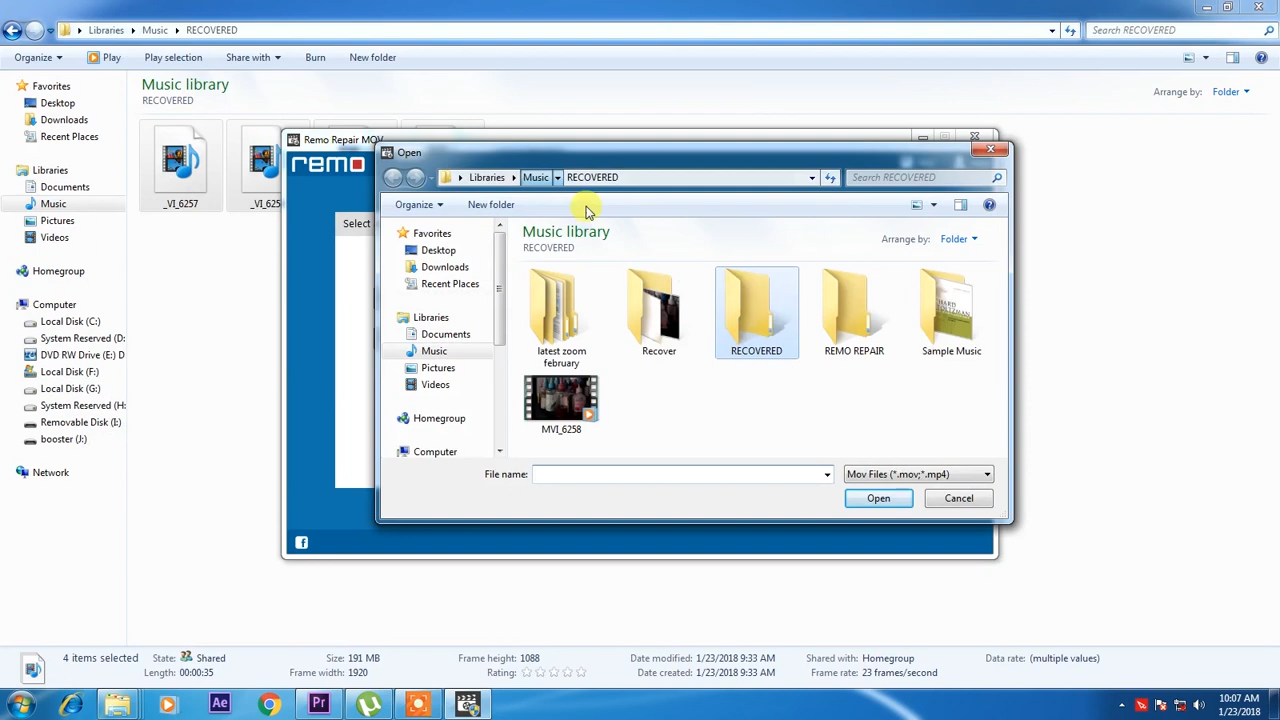 Libraries ▸ Music ▸ RECOVERED
Search RECOVERED
Organize
Play
Play selection
Share with
Burn
New folder
Favorites
Desktop
Downloads
Recent Places
Libraries
Documents
Music
Pictures
Videos
Homegroup
Computer
Local Disk (C:)
System Reserved (D:
DVD RW Drive (E:) D
Local Disk (F:)
Local Disk (G:)
System Reserved (H:
Removable Disk (I:)
booster (J:)
Network
Music library
RECOVERED
Arrange by: Folder
_VI_6257
Remo Repair MOV
remo
Select
Open
Libraries ▸ Music RECOVERED
Search RECOVERED
Organize
New folder
Favorites
Desktop
Downloads
Recent Places
Libraries
Documents
Music
Pictures
Videos
Homegroup
Computer
Music library
RECOVERED
Arrange by: Folder
latest zoom
february
Recover
RECOVERED
REMO REPAIR
Sample Music
MVI_6258
File name:
Mov Files (*.mov;*.mp4)
Open
Cancel
4 items selected
State: Shared
Length: 00:00:35
Size: 191 MB
Frame width: 1920
Frame height: 1088
Rating:
Date modified: 1/23/2018 9:33 AM
Date created: 1/23/2018 9:33 AM
Shared with: Homegroup
Frame rate: 23 frames/second
Data rate: (multiple values)
Ae
Pr
10:07 AM
1/23/2018